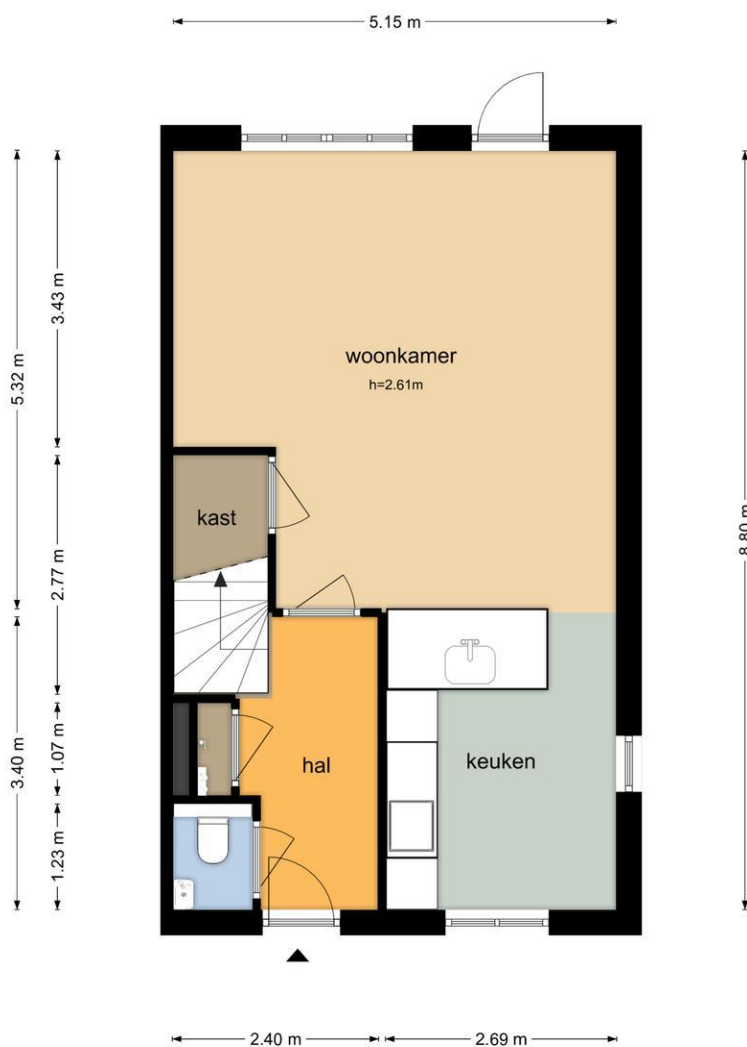 5.15 m
3.43 m
5.32 m
woonkamer
h=2.61m
8.80 m
kast
2.77 m
hal
keuken
1.07 m
3.40 m
1.23 m
2.40 m
2.69 m